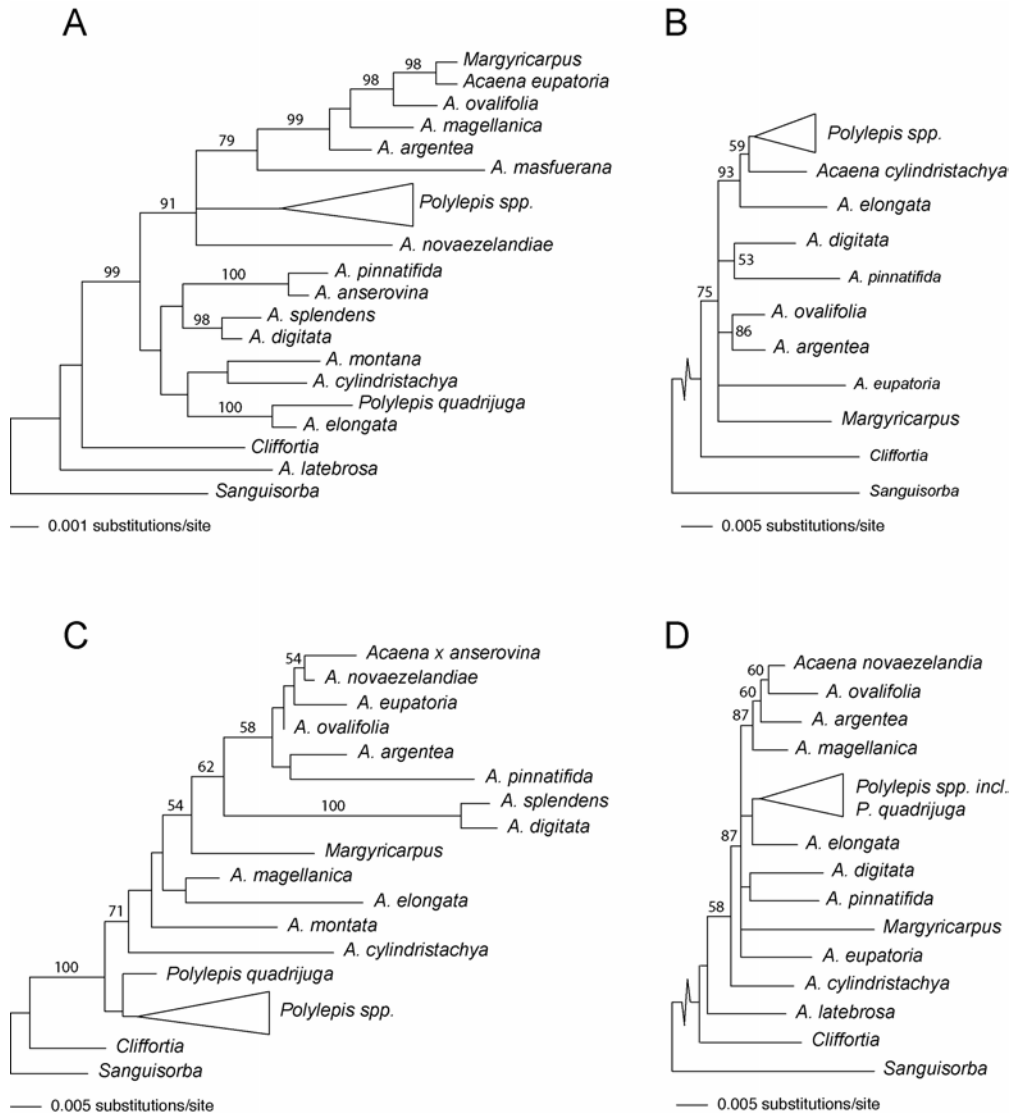 A
98
Margyricarpus
98
Acaena eupatoria
A. ovalifolia
99
A. magellanica
79
A. argentea
A. masfuerana
91
Polylepis spp.
A. novaezelandiae
99
100
A. pinnatifida
A. anserovina
98
A. splendens
A. digitata
A. montana
A. cylindristachya
100
Polylepis quadrijuga
A. elongata
Cliffortia
A. latebrosa
Sanguisorba
0.001 substitutions/site
B
Polylepis spp.
59
Acaena cylindristachya
93
A. elongata
A. digitata
53
A. pinnatifida
75
A. ovalifolia
86
A. argentea
A. eupatoria
Margyricarpus
Cliffortia
Sanguisorba
0.005 substitutions/site
C
54
Acaena x anserovina
A. novaezelandiae
A. eupatoria
58
A. ovalifolia
A. argentea
62
A. pinnatifida
100
A. splendens
54
A. digitata
Margyricarpus
A. magellanica
A. elongata
71
A. montata
A. cylindristachya
100
Polylepis quadrijuga
Polylepis spp.
Cliffortia
Sanguisorba
0.005 substitutions/site
D
60
Acaena novaezelandia
60
A. ovalifolia
87
A. argentea
A. magellanica
Polylepis spp. incl..
P. quadrijuga
87
A. elongata
A. digitata
58
A. pinnatifida
Margyricarpus
A. eupatoria
A. cylindristachya
A. latebrosa
Cliffortia
Sanguisorba
0.005 substitutions/site